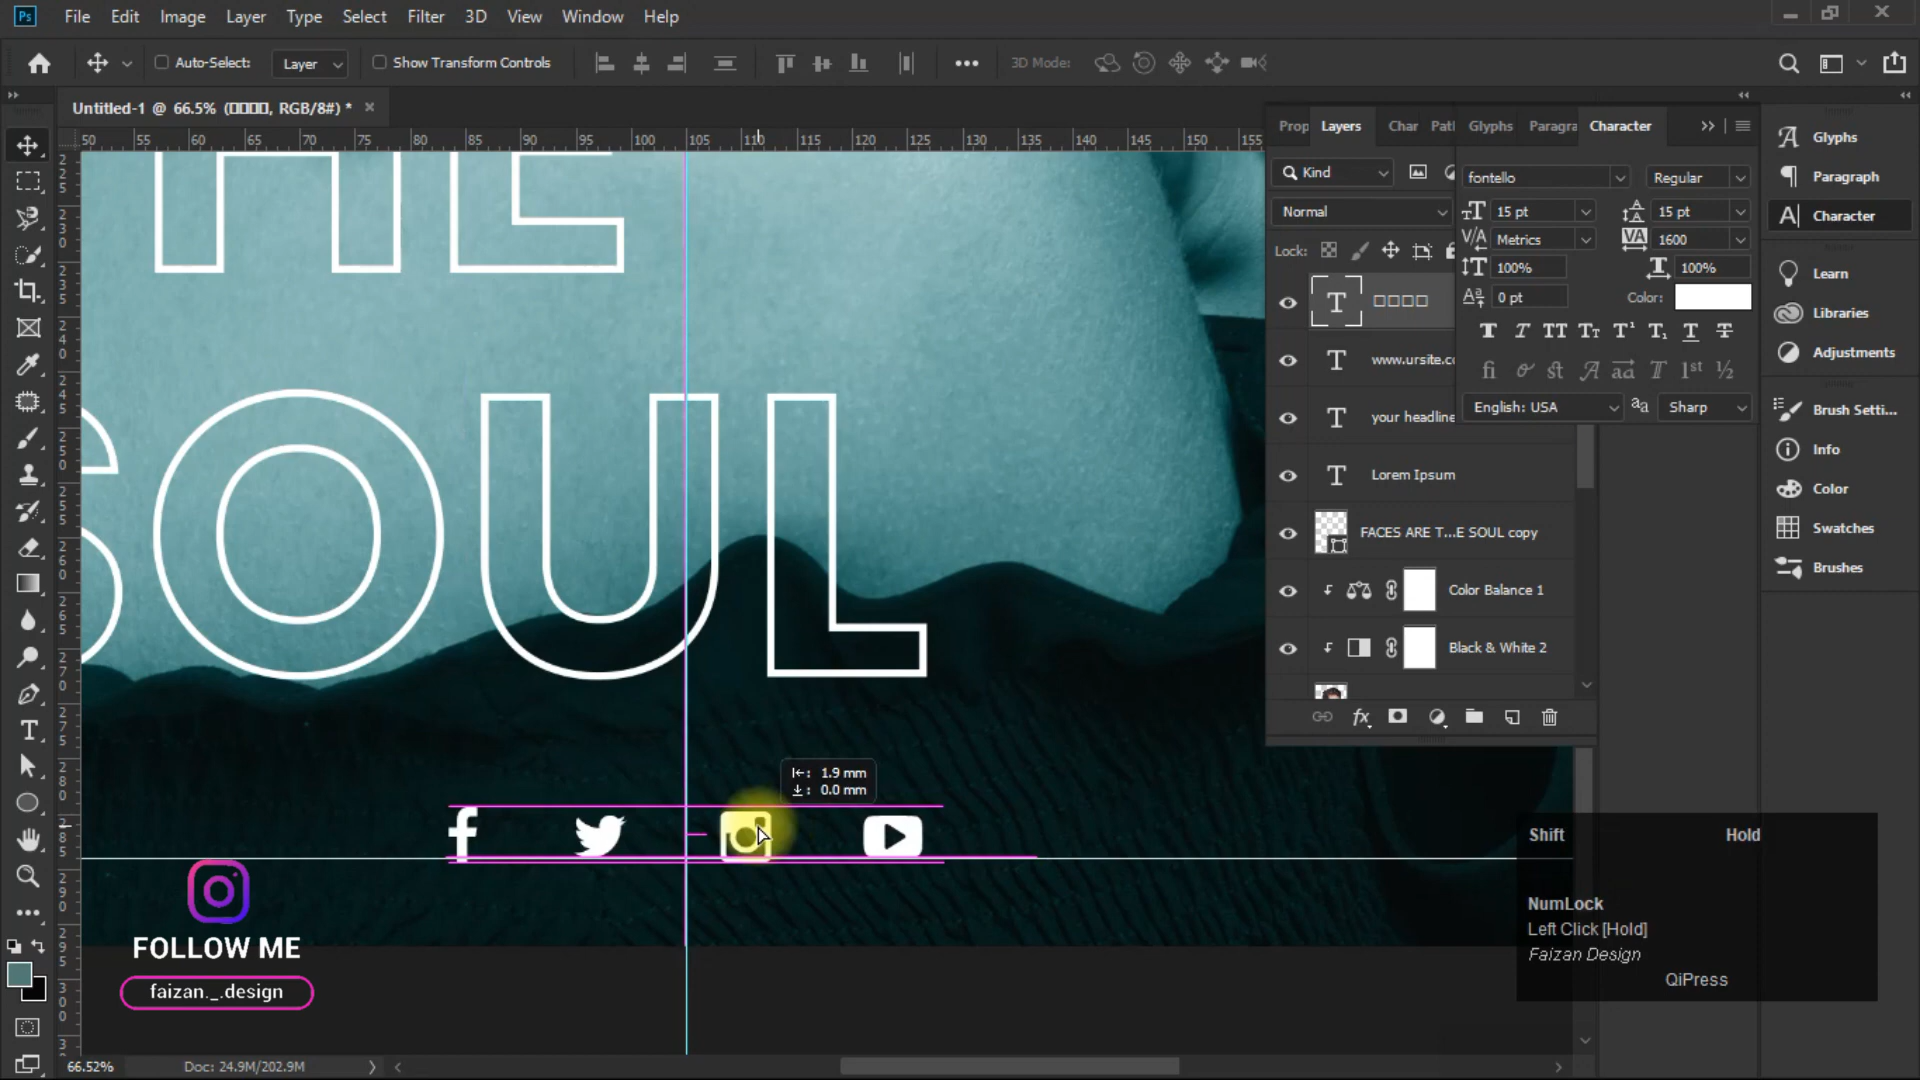 Ps File Edit Image Layer Type Select Filter 3D View Window Help
Auto-Select: Layer Show Transform Controls 3D Mode:
Untitled-1 @ 66.5% (□□□□, RGB/8#) *
50 55 60 65 70 75 80 85 90 95 100 105 110 115 120 125 130 135 140 145 150 155
HE
SOUL
1.9 mm
0.0 mm
FOLLOW ME
faizan._.design
Prop Layers Char Pat
Kind
Normal
Lock:
T □□□□
T www.ursite.co
T your headline
T Lorem Ipsum
FACES ARE T...E SOUL copy
Color Balance 1
Black & White 2
fx
Glyphs Paragra Character
fontello Regular
15 pt 15 pt
Metrics 1600
100% 100%
0 pt Color:
English: USA Sharp
Glyphs
Paragraph
Character
Learn
Libraries
Adjustments
Brush Setti...
Info
Color
Swatches
Brushes
Shift Hold
NumLock
Left Click [Hold]
Faizan Design
QiPress
66.52% Doc: 24.9M/202.9M